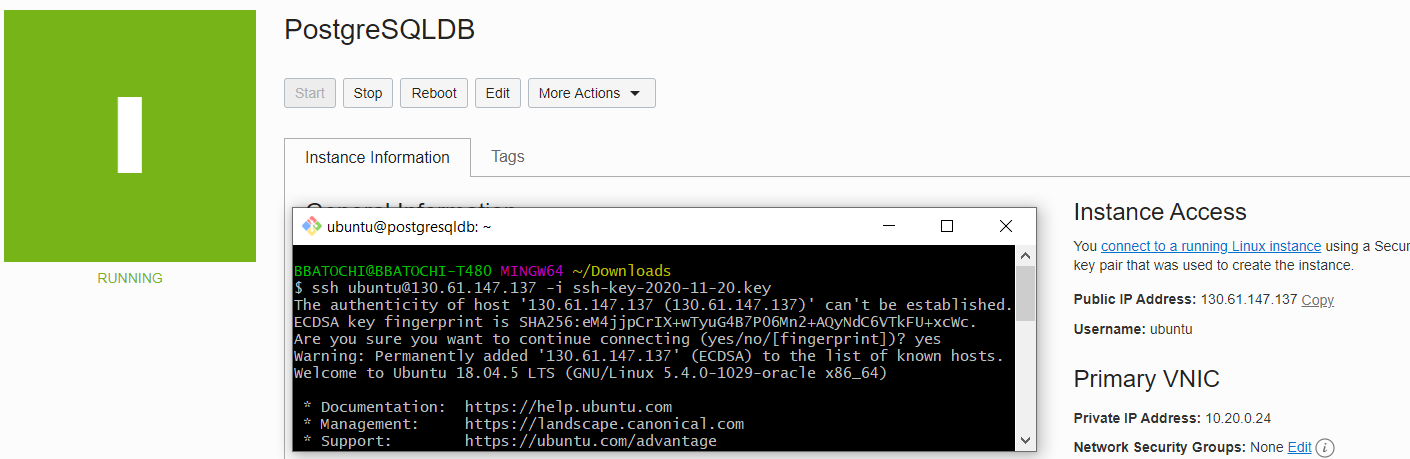 PostgreSQLDB
Start Stop Reboot Edit More Actions
Instance Information Tags
General Information
RUNNING
ubuntu@postgresqldb: ~
BBATOCHI@BBATOCHI-T480 MINGW64 ~/Downloads
$ ssh ubuntu@130.61.147.137 -i ssh-key-2020-11-20.key
The authenticity of host '130.61.147.137 (130.61.147.137)' can't be established.
ECDSA key fingerprint is SHA256:eM4jjpCrIX+wTyuG4B7P06Mn2+AQyNdC6VTkFU+xcWc.
Are you sure you want to continue connecting (yes/no/[fingerprint])? yes
Warning: Permanently added '130.61.147.137' (ECDSA) to the list of known hosts.
Welcome to Ubuntu 18.04.5 LTS (GNU/Linux 5.4.0-1029-oracle x86_64)
* Documentation: https://help.ubuntu.com
* Management: https://landscape.canonical.com
* Support: https://ubuntu.com/advantage
Instance Access
You connect to a running Linux instance using a Secur
key pair that was used to create the instance.
Public IP Address: 130.61.147.137 Copy
Username: ubuntu
Primary VNIC
Private IP Address: 10.20.0.24
Network Security Groups: None Edit i